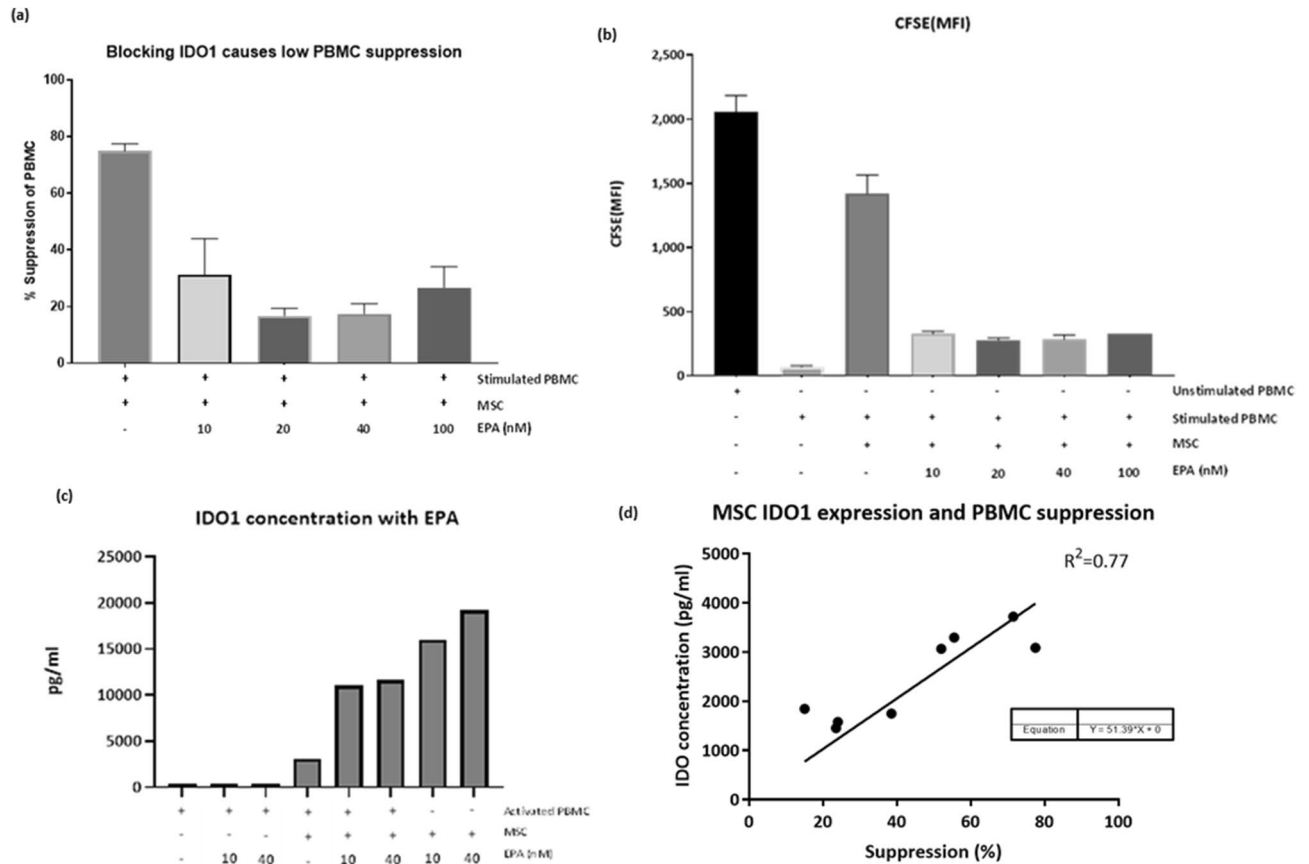 (a)
Blocking IDO1 causes low PBMC suppression
% Suppression of PBMC
100
80
60
40
20
0
+ + + + + Stimulated PBMC
+ + + + + MSC
- 10 20 40 100 EPA (nM)
(b)
CFSE(MFI)
CFSE(MFI)
2,500
2,000
1,500
1,000
500
0
+ - - - - - - Unstimulated PBMC
- + + + + + + Stimulated PBMC
- - + + + + + MSC
- - - 10 20 40 100 EPA (nM)
(c)
IDO1 concentration with EPA
pg/ml
25000
20000
15000
10000
5000
0
+ + + + + + - - Activated PBMC
- - - + + + + + MSC
- 10 40 - 10 40 10 40 EPA (nM)
(d)
MSC IDO1 expression and PBMC suppression
R²=0.77
IDO concentration (pg/ml)
5000
4000
3000
2000
1000
0
Equation Y = 51.39*X + 0
20 40 60 80 100
Suppression (%)